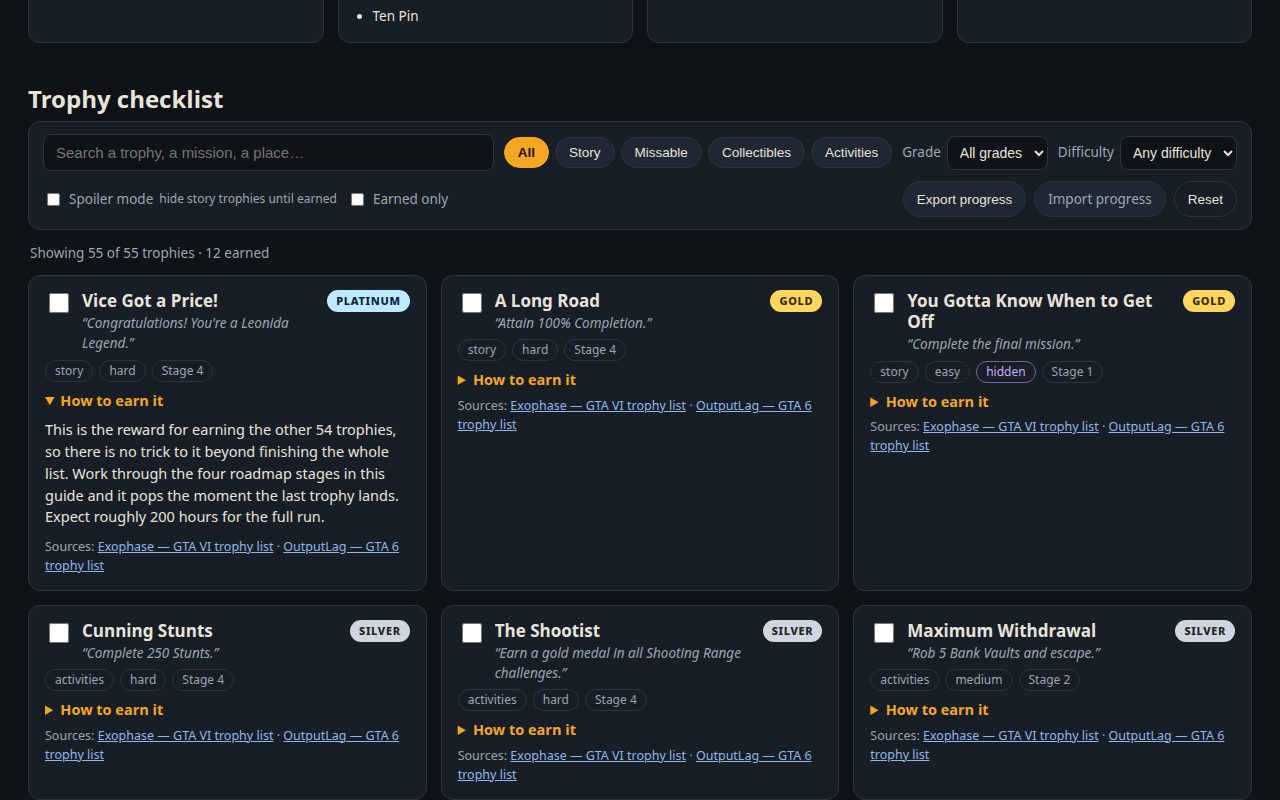 Ten Pin
Trophy checklist
Search a trophy, a mission, a place…
All
Story
Missable
Collectibles
Activities
Grade
All grades
Difficulty
Any difficulty
Spoiler mode hide story trophies until earned
Earned only
Export progress
Import progress
Reset
Showing 55 of 55 trophies · 12 earned
Vice Got a Price!
PLATINUM
“Congratulations! You're a Leonida
Legend.”
story
hard
Stage 4
How to earn it
This is the reward for earning the other 54 trophies,
so there is no trick to it beyond finishing the whole
list. Work through the four roadmap stages in this
guide and it pops the moment the last trophy lands.
Expect roughly 200 hours for the full run.
Sources: Exophase — GTA VI trophy list · OutputLag — GTA 6
trophy list
A Long Road
GOLD
“Attain 100% Completion.”
story
hard
Stage 4
How to earn it
Sources: Exophase — GTA VI trophy list · OutputLag — GTA 6
trophy list
You Gotta Know When to Get
Off
GOLD
“Complete the final mission.”
story
easy
hidden
Stage 1
How to earn it
Sources: Exophase — GTA VI trophy list · OutputLag — GTA 6
trophy list
Cunning Stunts
SILVER
“Complete 250 Stunts.”
activities
hard
Stage 4
How to earn it
Sources: Exophase — GTA VI trophy list · OutputLag — GTA 6
trophy list
The Shootist
SILVER
“Earn a gold medal in all Shooting Range
challenges.”
activities
hard
Stage 4
How to earn it
Sources: Exophase — GTA VI trophy list · OutputLag — GTA 6
trophy list
Maximum Withdrawal
SILVER
“Rob 5 Bank Vaults and escape.”
activities
medium
Stage 2
How to earn it
Sources: Exophase — GTA VI trophy list · OutputLag — GTA 6
trophy list